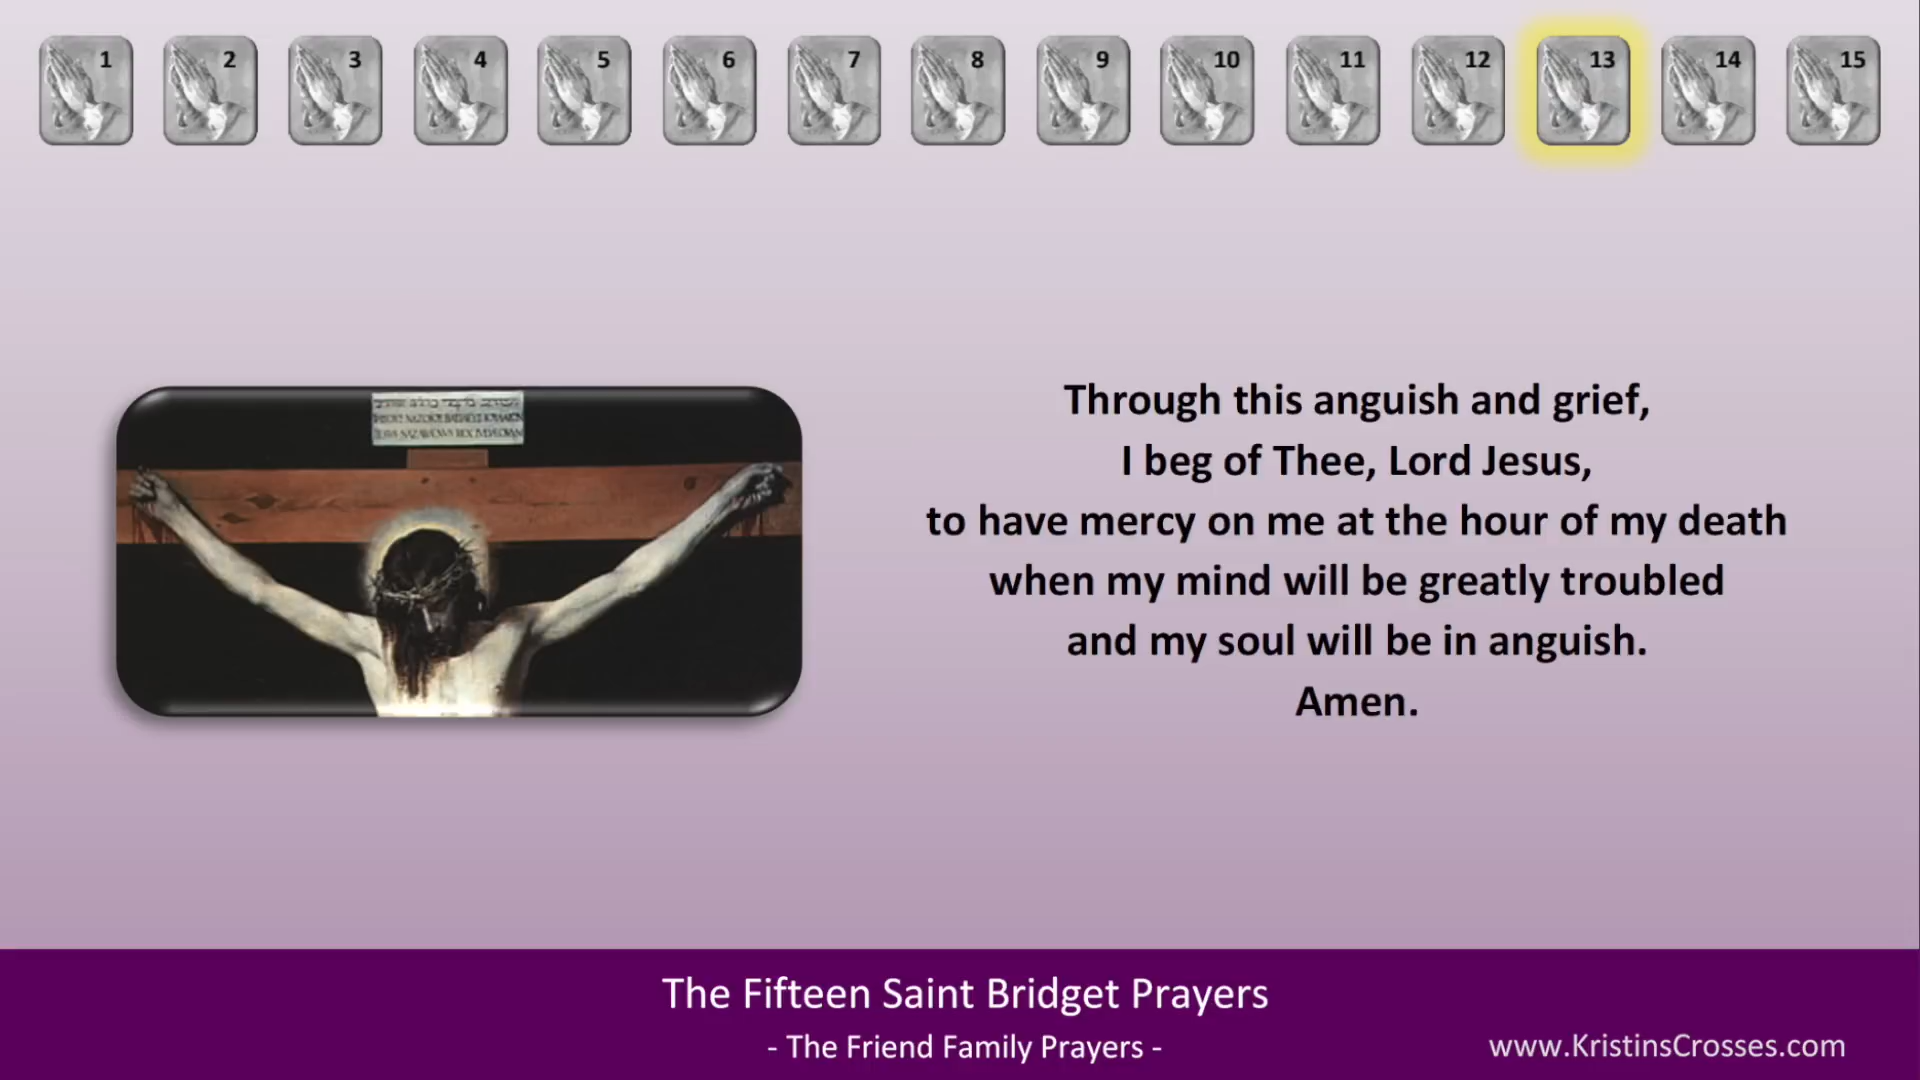 1 2 3 4 5 6 7 8 9 10 11 12 13 14 15
Through this anguish and grief,
I beg of Thee, Lord Jesus,
to have mercy on me at the hour of my death
when my mind will be greatly troubled
and my soul will be in anguish.
Amen.
The Fifteen Saint Bridget Prayers
- The Friend Family Prayers -
www.KristinsCrosses.com